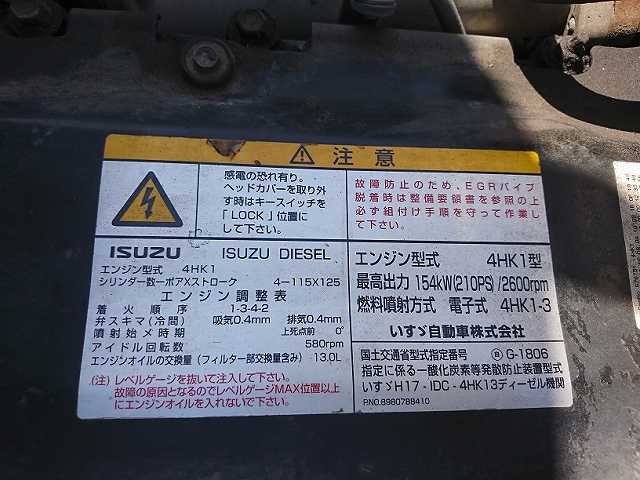 注意
感電の恐れ有り。
ヘッドカバーを取り外
す時はキースイッチを
「LOCK」位置に
して下さい。
故障防止のため、EGRパイプ
脱着時は整備要領書を参照の上
必ず組付け手順を守って作業し
て下さい。
ISUZU ISUZU DIESEL
エンジン型式 4HK1
シリンダ数ーボアXストローク 4-115X125
エンジン調整表
着火順序 1-3-4-2
弁スキマ(冷間) 吸気0.4mm 排気0.4mm
噴射始メ時期 上死点前 0°
アイドル回転数 580rpm
エンジンオイルの交換量(フィルター部交換量含み) 13.0L
(注)レベルゲージを抜いて注入して下さい。
故障の原因となるのでレベルゲージMAX位置以上
にエンジンオイルを入れないで下さい。
エンジン型式 4HK1型
最高出力 154kW(210PS)/2600rpm
燃料噴射方式 電子式 4HK1-3
いすゞ自動車株式会社
国土交通省型式指定番号 G-1806
指定に係る一酸化炭素等発散防止装置型式
いすゞH17-IDC-4HK13ディーゼル機関
P.NO.8980788410